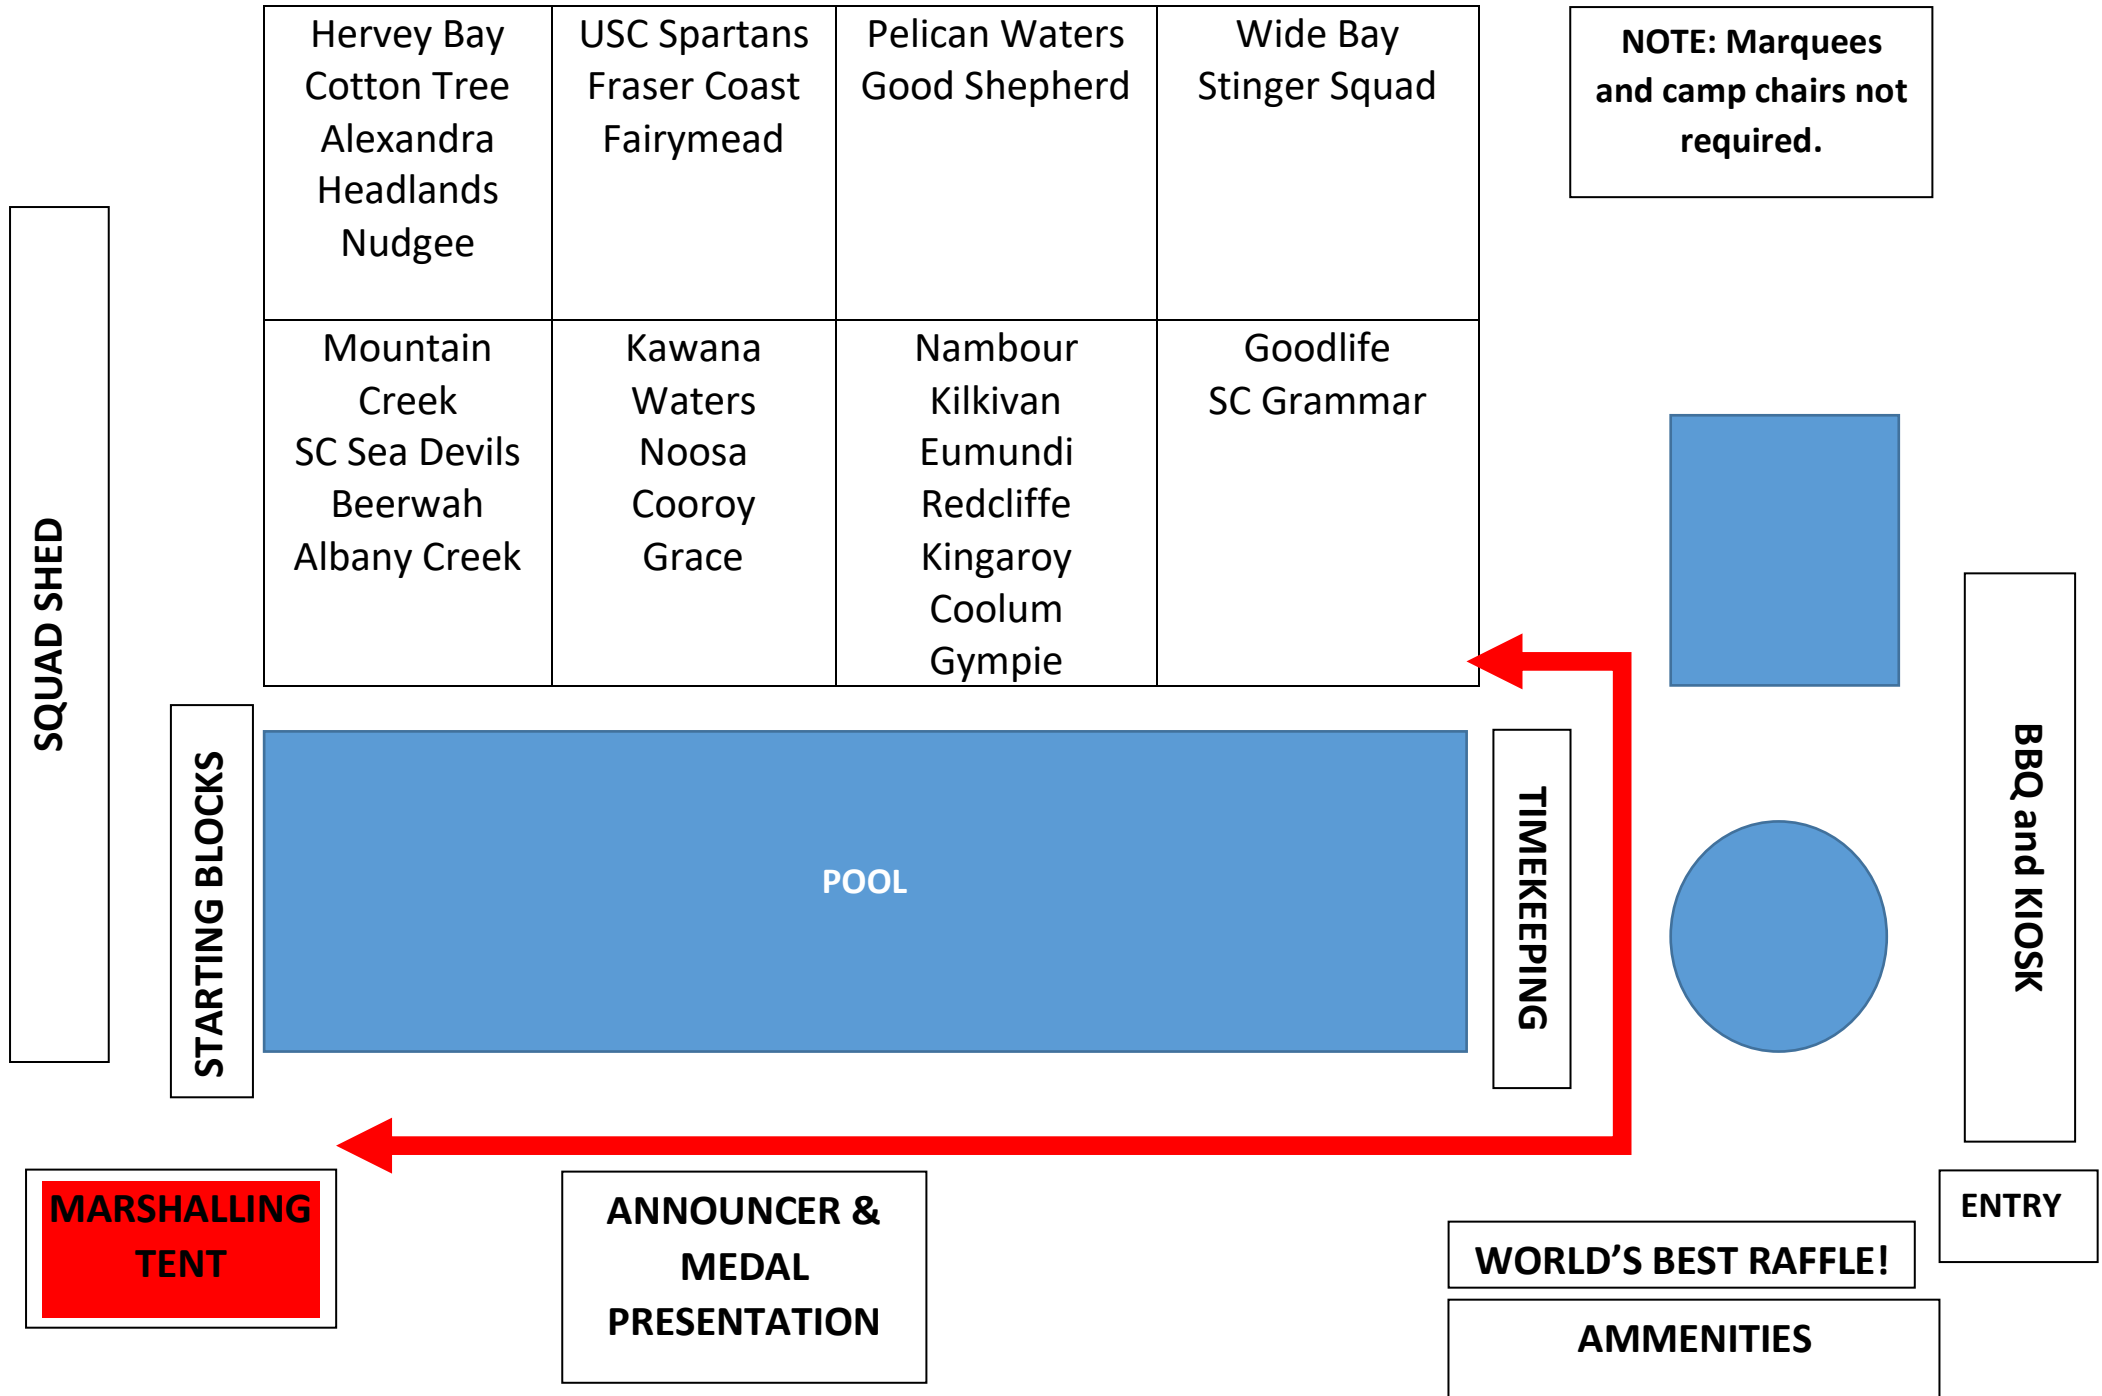 Hervey Bay
Cotton Tree
Alexandra
Headlands
Nudgee
USC Spartans
Fraser Coast
Fairymead
Pelican Waters
Good Shepherd
Wide Bay
Stinger Squad
NOTE: Marquees
and camp chairs not
required.
Mountain
Creek
SC Sea Devils
Beerwah
Albany Creek
Kawana
Waters
Noosa
Cooroy
Grace
Nambour
Kilkivan
Eumundi
Redcliffe
Kingaroy
Coolum
Gympie
Goodlife
SC Grammar
SQUAD SHED
STARTING BLOCKS
POOL
TIMEKEEPING
BBQ and KIOSK
MARSHALLING
TENT
ANNOUNCER &
MEDAL
PRESENTATION
ENTRY
WORLD’S BEST RAFFLE!
AMMENITIES